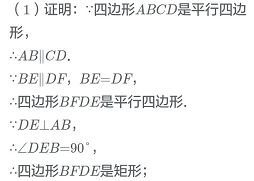 （1）证明：∵四边形ABCD是平行四边
形，
∴AB∥CD．
∵BE∥DF，BE=DF，
∴四边形BFDE是平行四边形．
∵DE⊥AB，
∴∠DEB=90°，
∴四边形BFDE是矩形；